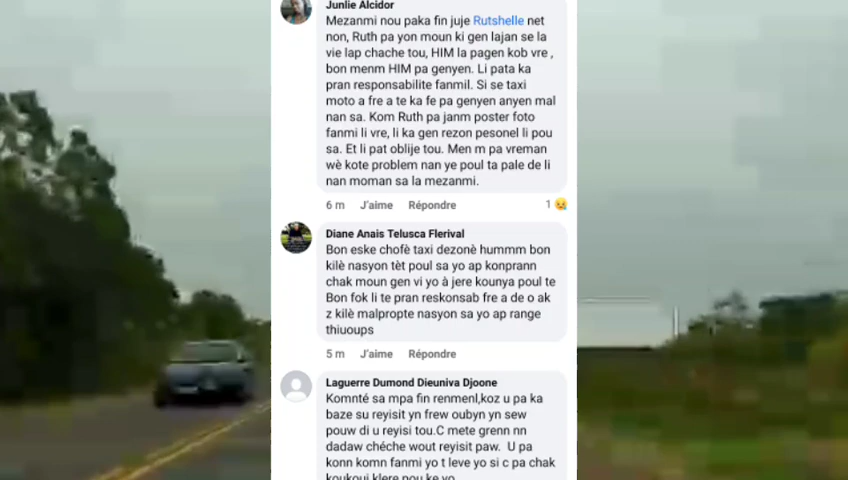 Junlie Alcidor
Mezanmi nou paka fin juje Rutshelle net
non, Ruth pa yon moun ki gen lajan se la
vie lap chache tou, HIM la pagen kob vre ,
bon menm HIM pa genyen. Li pata ka
pran responsabilite fanmil. Si se taxi
moto a fre a te ka fe pa genyen anyen mal
nan sa. Kom Ruth pa janm poster foto
fanmi li vre, li ka gen rezon pesonel li pou
sa. Et li pat oblije tou. Men m pa vreman
wè kote problem nan ye poul ta pale de li
nan moman sa la mezanmi.
6 m J'aime Répondre 1
Diane Anais Telusca Flerival
Bon eske chofè taxi dezonè hummm bon
kilè nasyon tèt poul sa yo ap konprann
chak moun gen vi yo à jere kounya poul te
Bon fok li te pran reskonsab fre a de o ak
z kilè malpropte nasyon sa yo ap range
thiuoups
5 m J'aime Répondre
Laguerre Dumond Dieuniva Djoone
Komnté sa mpa fin renmenl,koz u pa ka
baze su reyisit yn frew oubyn yn sew
pouw di u reyisi tou.C mete grenn nn
dadaw chéche wout reyisit paw. U pa
konn komn fanmi yo t leve yo si c pa chak
koukouj klere pou ke yo